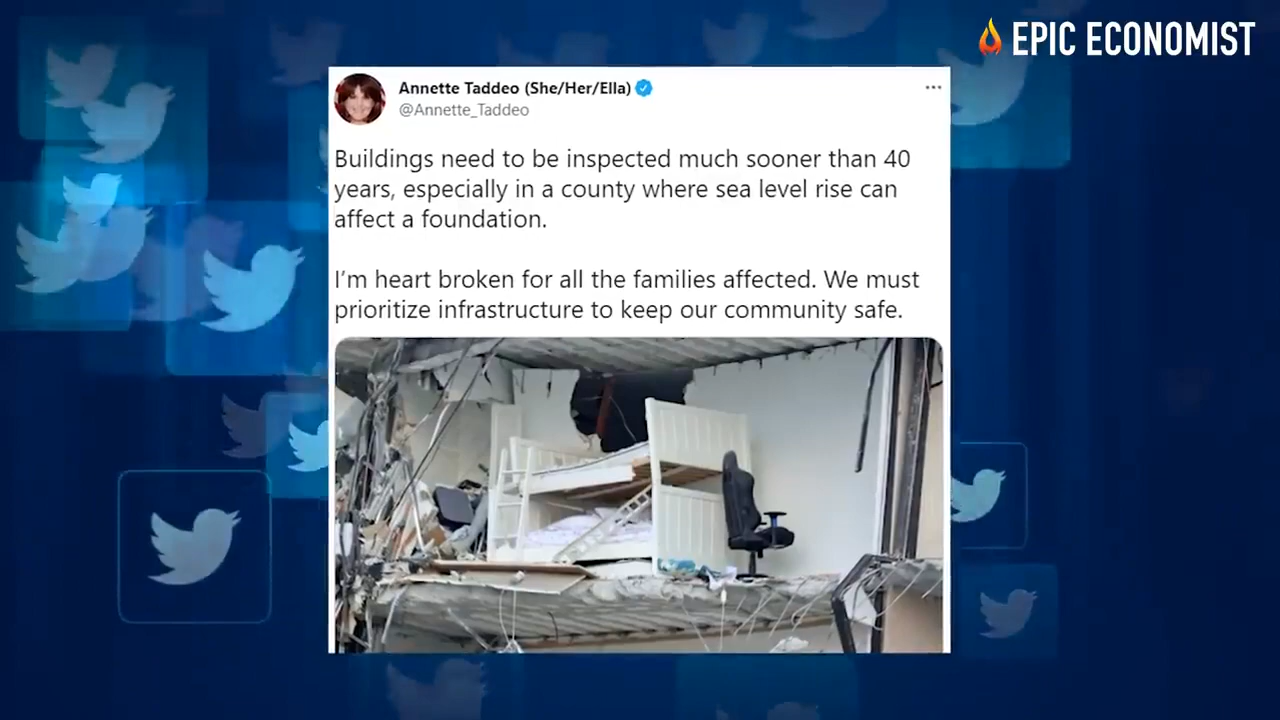 EPIC ECONOMIST
Annette Taddeo (She/Her/Ella)
@Annette_Taddeo
Buildings need to be inspected much sooner than 40
years, especially in a county where sea level rise can
affect a foundation.
I'm heart broken for all the families affected. We must
prioritize infrastructure to keep our community safe.